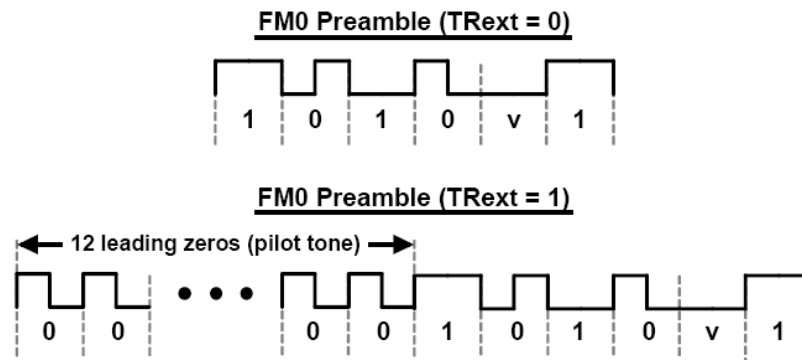 FM0 Preamble (TRext = 0)
1 0 1 0 v 1
FM0 Preamble (TRext = 1)
12 leading zeros (pilot tone)
0 0 • • • 0 0 1 0 1 0 v 1